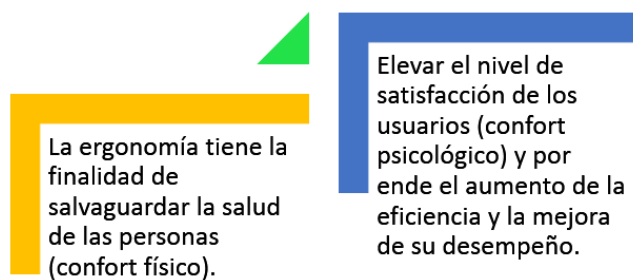 La ergonomía tiene la
finalidad de
salvaguardar la salud
de las personas
(confort físico).
Elevar el nivel de
satisfacción de los
usuarios (confort
psicológico) y por
ende el aumento de la
eficiencia y la mejora
de su desempeño.